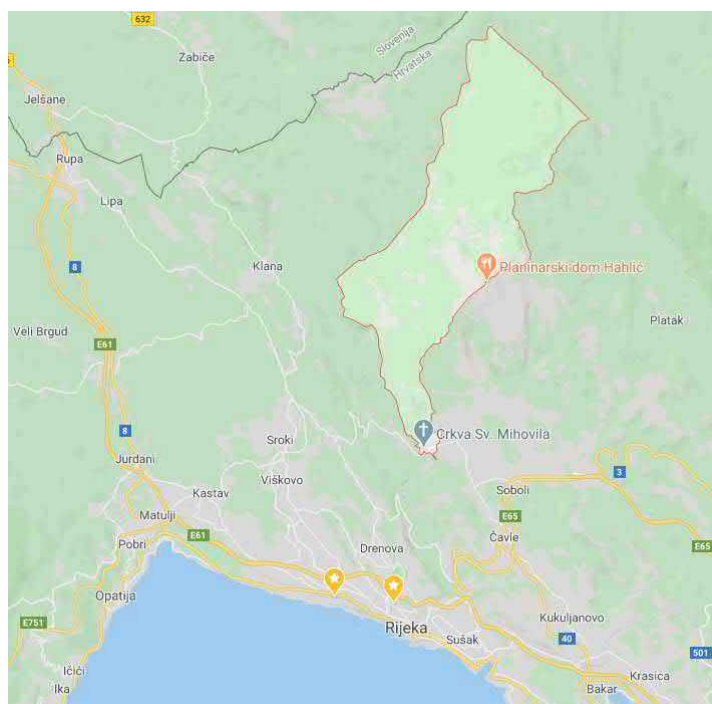 632
Slovenija
Zabiče
Hrvatska
Jelšane
Rupa
Lipa
Klana
8
Planinarski dom Hahlić
Platak
Veli Brgud
E61
8
Crkva Sv. Mihovila
Sroki
Jurdani
3
Viškovo
Soboli
Kastav
Matulji
E65
E61
Čavle
Pobri
Drenova
E65
Opatija
Kukuljanovo
E751
Rijeka
Sušak
40
501
Ičići
Krasica
Ika
Bakar